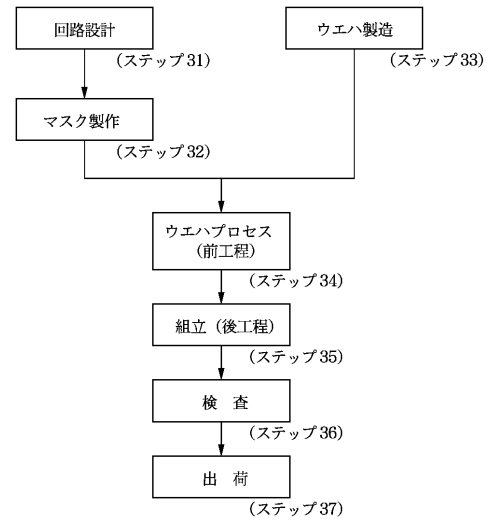 回路設計
(ステップ31)
ウエハ製造
(ステップ33)
マスク製作
(ステップ32)
ウエハプロセス
(前工程)
(ステップ34)
組立(後工程)
(ステップ35)
検 査
(ステップ36)
出 荷
(ステップ37)